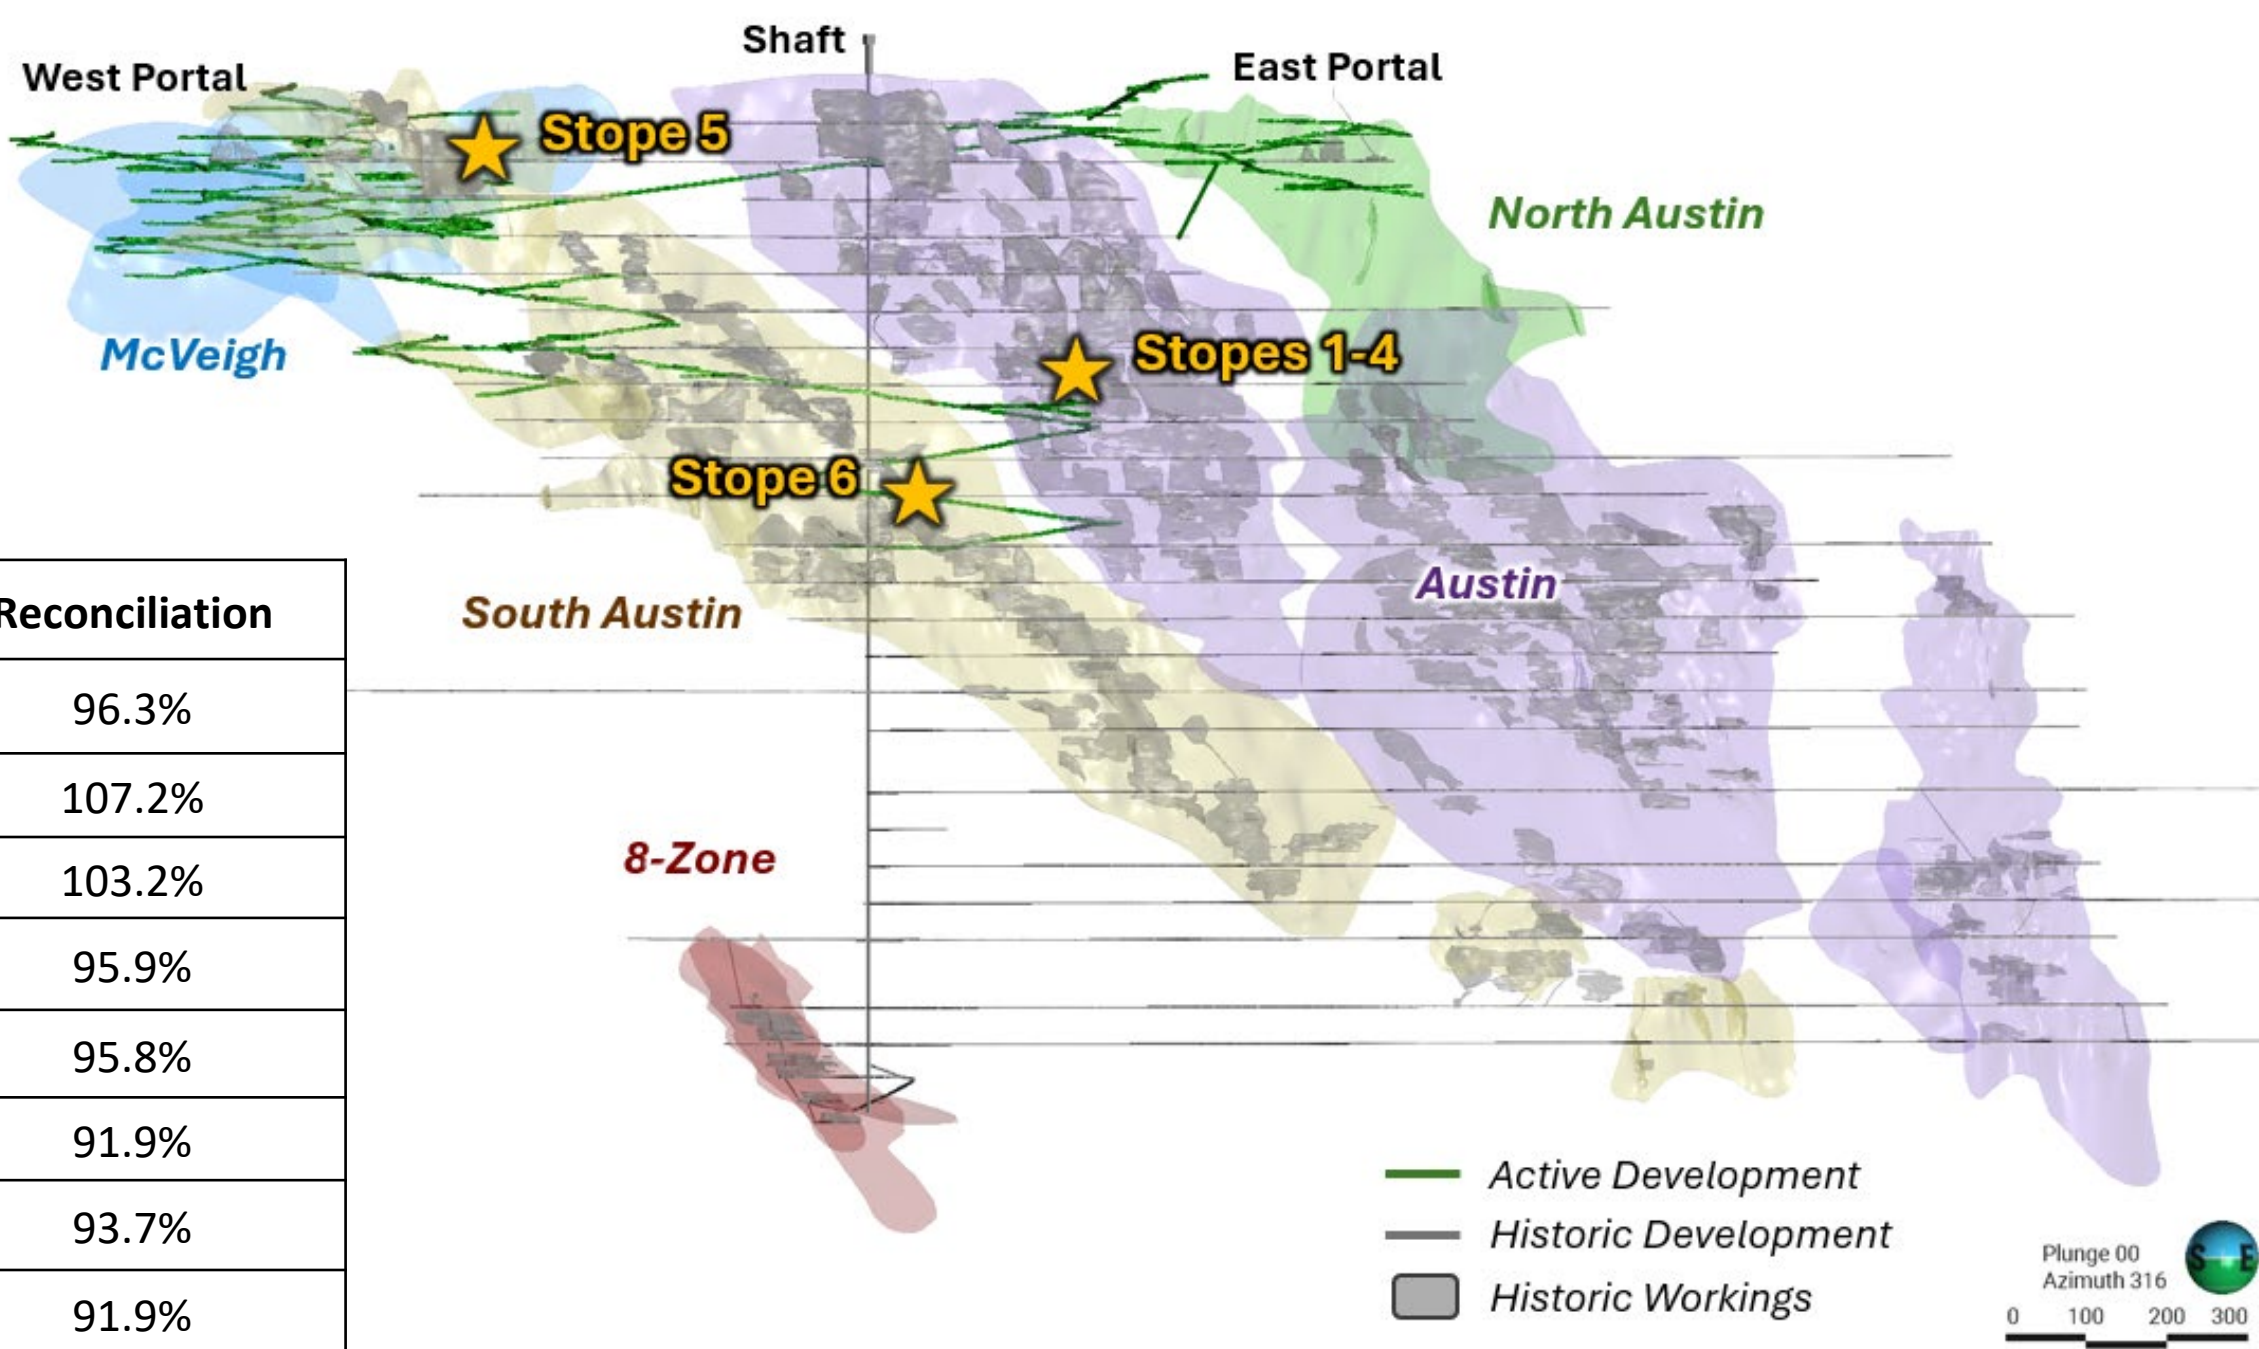 Shaft
West Portal
East Portal
Stope 5
North Austin
McVeigh
Stopes 1-4
Stope 6
Austin
South Austin
8-Zone
Reconciliation
96.3%
107.2%
103.2%
95.9%
95.8%
91.9%
93.7%
91.9%
Active Development
Historic Development
Historic Workings
Plunge 00
Azimuth 316
S E
0 100 200 300